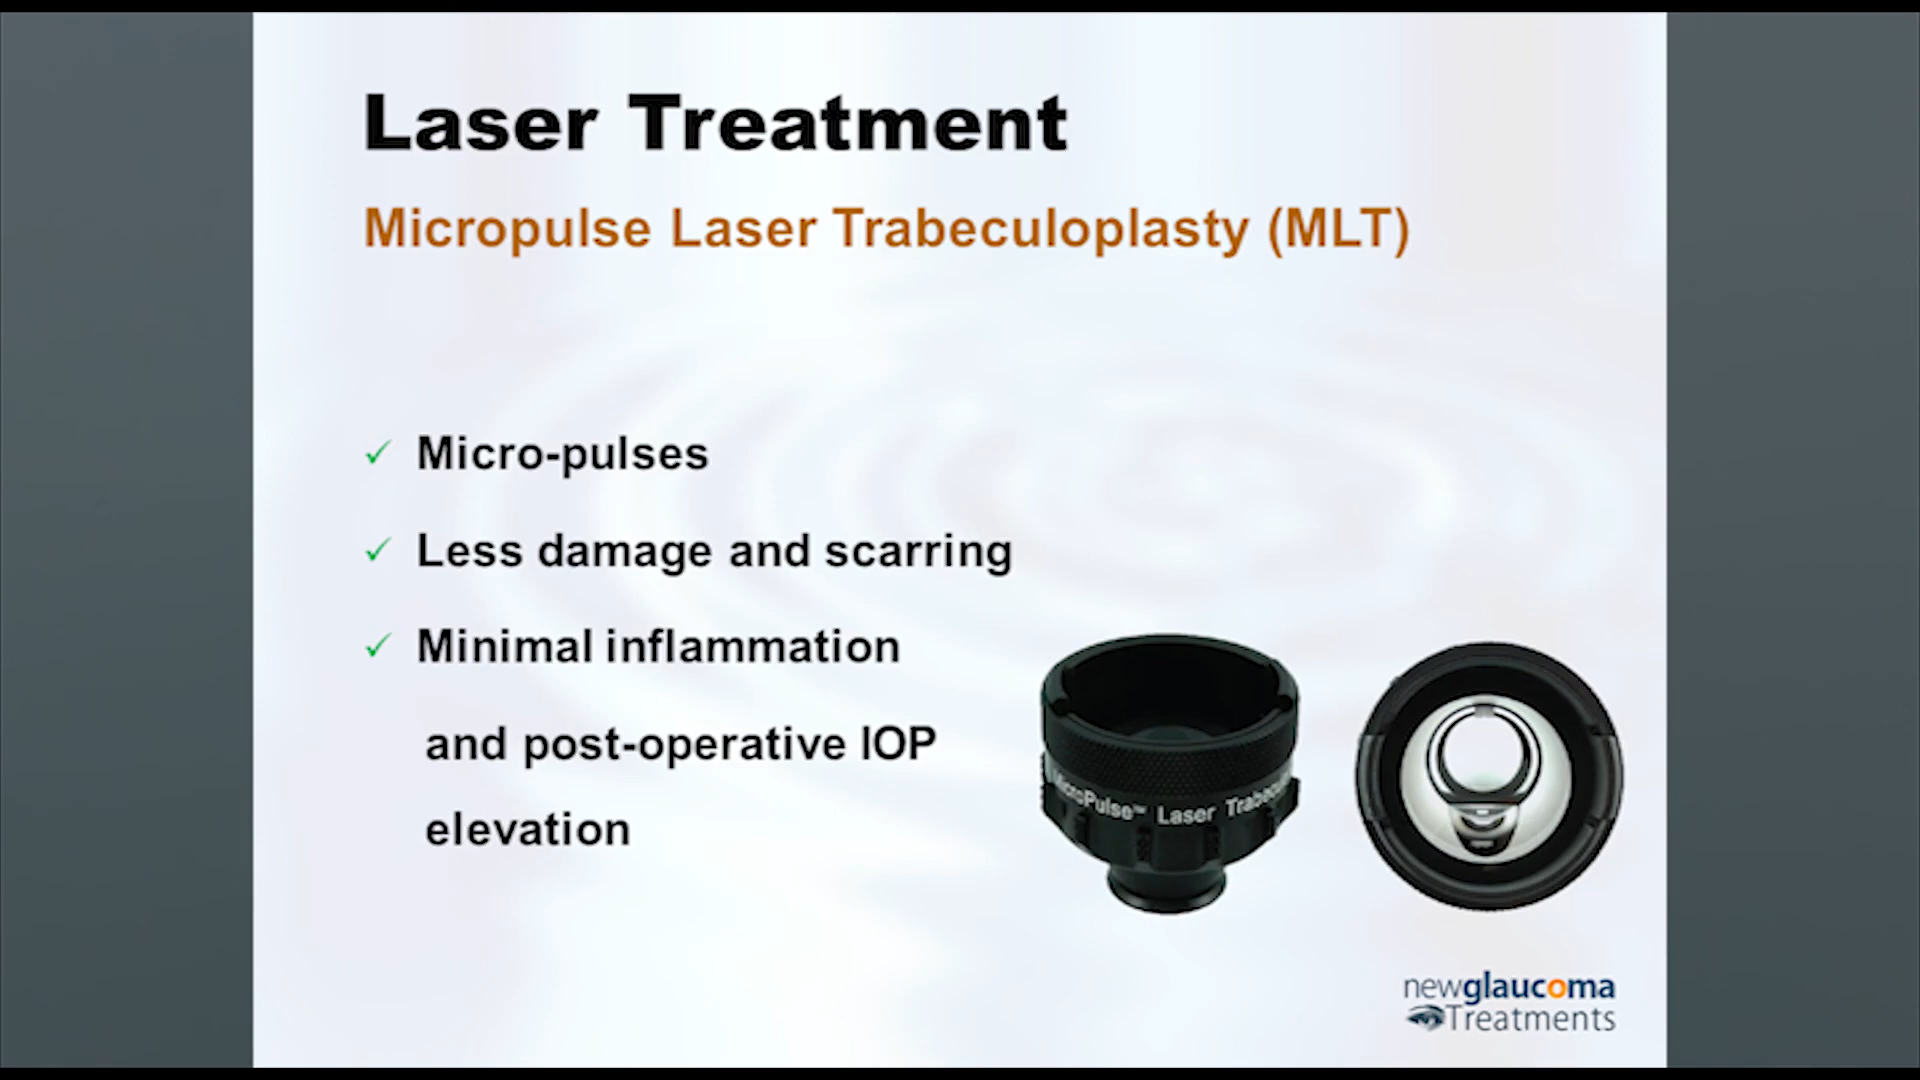 Laser Treatment
Micropulse Laser Trabeculoplasty (MLT)
✓ Micro-pulses
✓ Less damage and scarring
✓ Minimal inflammation
and post-operative IOP
elevation
MicroPulse™ Laser
newglaucoma
Treatments